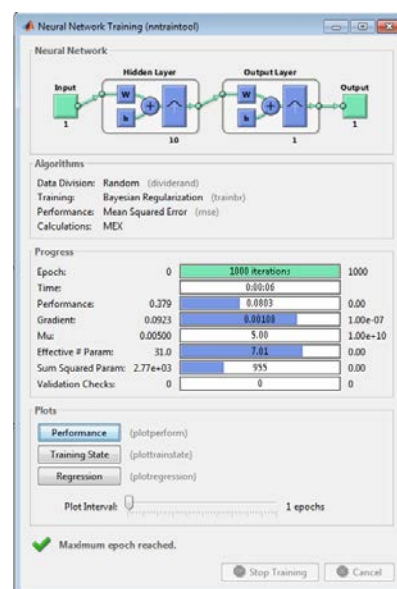 Neural Network Training (nntraintool)
Neural Network
Hidden Layer Output Layer
Input Output
W W
b b
1 10 1 1
Algorithms
Data Division: Random (dividerand)
Training: Bayesian Regularization (trainbr)
Performance: Mean Squared Error (mse)
Calculations: MEX
Progress
Epoch: 0 1000 iterations 1000
Time: 0:00:06
Performance: 0.379 0.0803 0.00
Gradient: 0.0923 0.00108 1.00e-07
Mu: 0.00500 5.00 1.00e+10
Effective # Param: 31.0 7.01 0.00
Sum Squared Param: 2.77e+03 955 0.00
Validation Checks: 0 0 0
Plots
Performance (plotperform)
Training State (plottrainstate)
Regression (plotregression)
Plot Interval: 1 epochs
Maximum epoch reached.
Stop Training Cancel